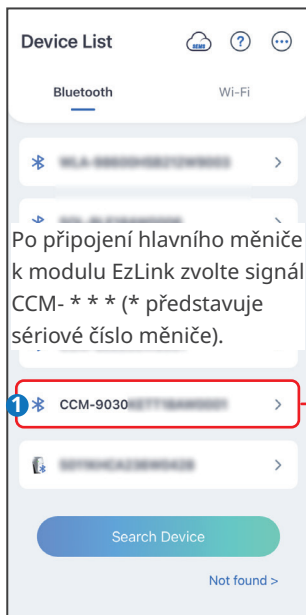 Device List
AEMS
?
Bluetooth
Wi-Fi
Po připojení hlavního měniče
k modulu EzLink zvolte signál
CCM- * * * (* představuje
sériové číslo měniče).
1
CCM-9030
Search Device
Not found >